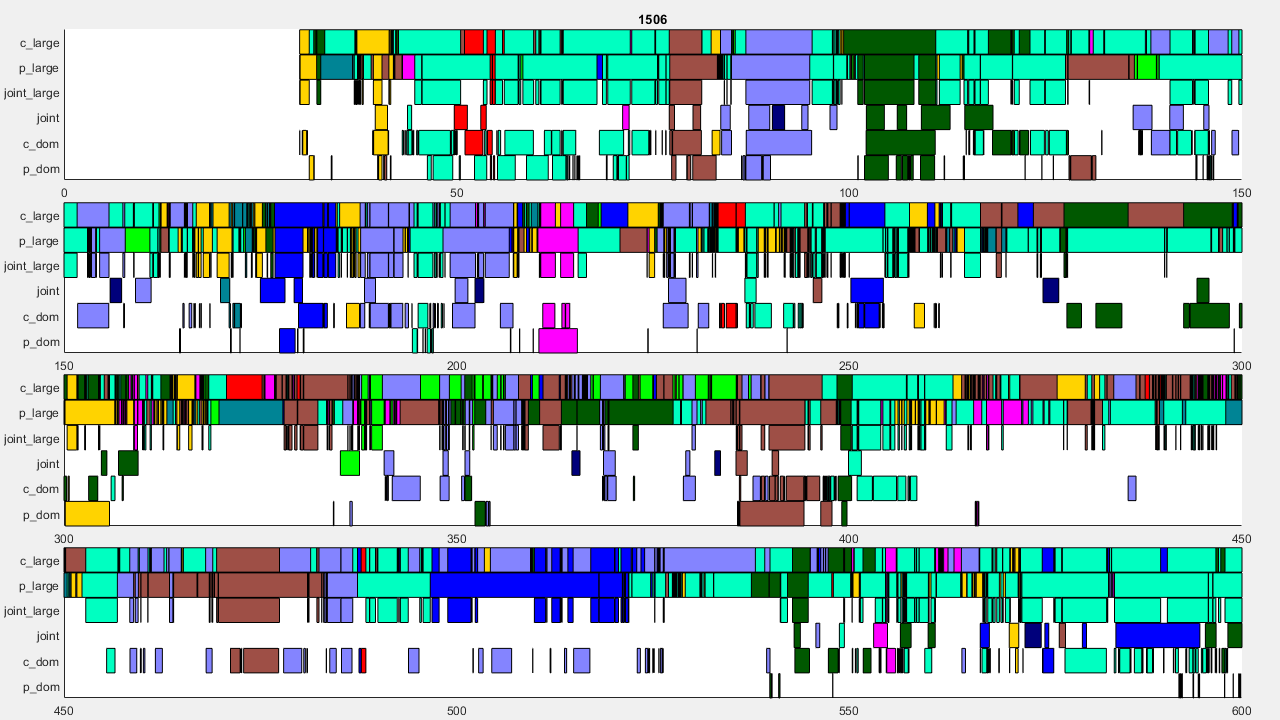 1506
c_large
p_large
joint_large
joint
c_dom
p_dom
0 50 100 150
c_large
p_large
joint_large
joint
c_dom
p_dom
150 200 250 300
c_large
p_large
joint_large
joint
c_dom
p_dom
300 350 400 450
c_large
p_large
joint_large
joint
c_dom
p_dom
450 500 550 600